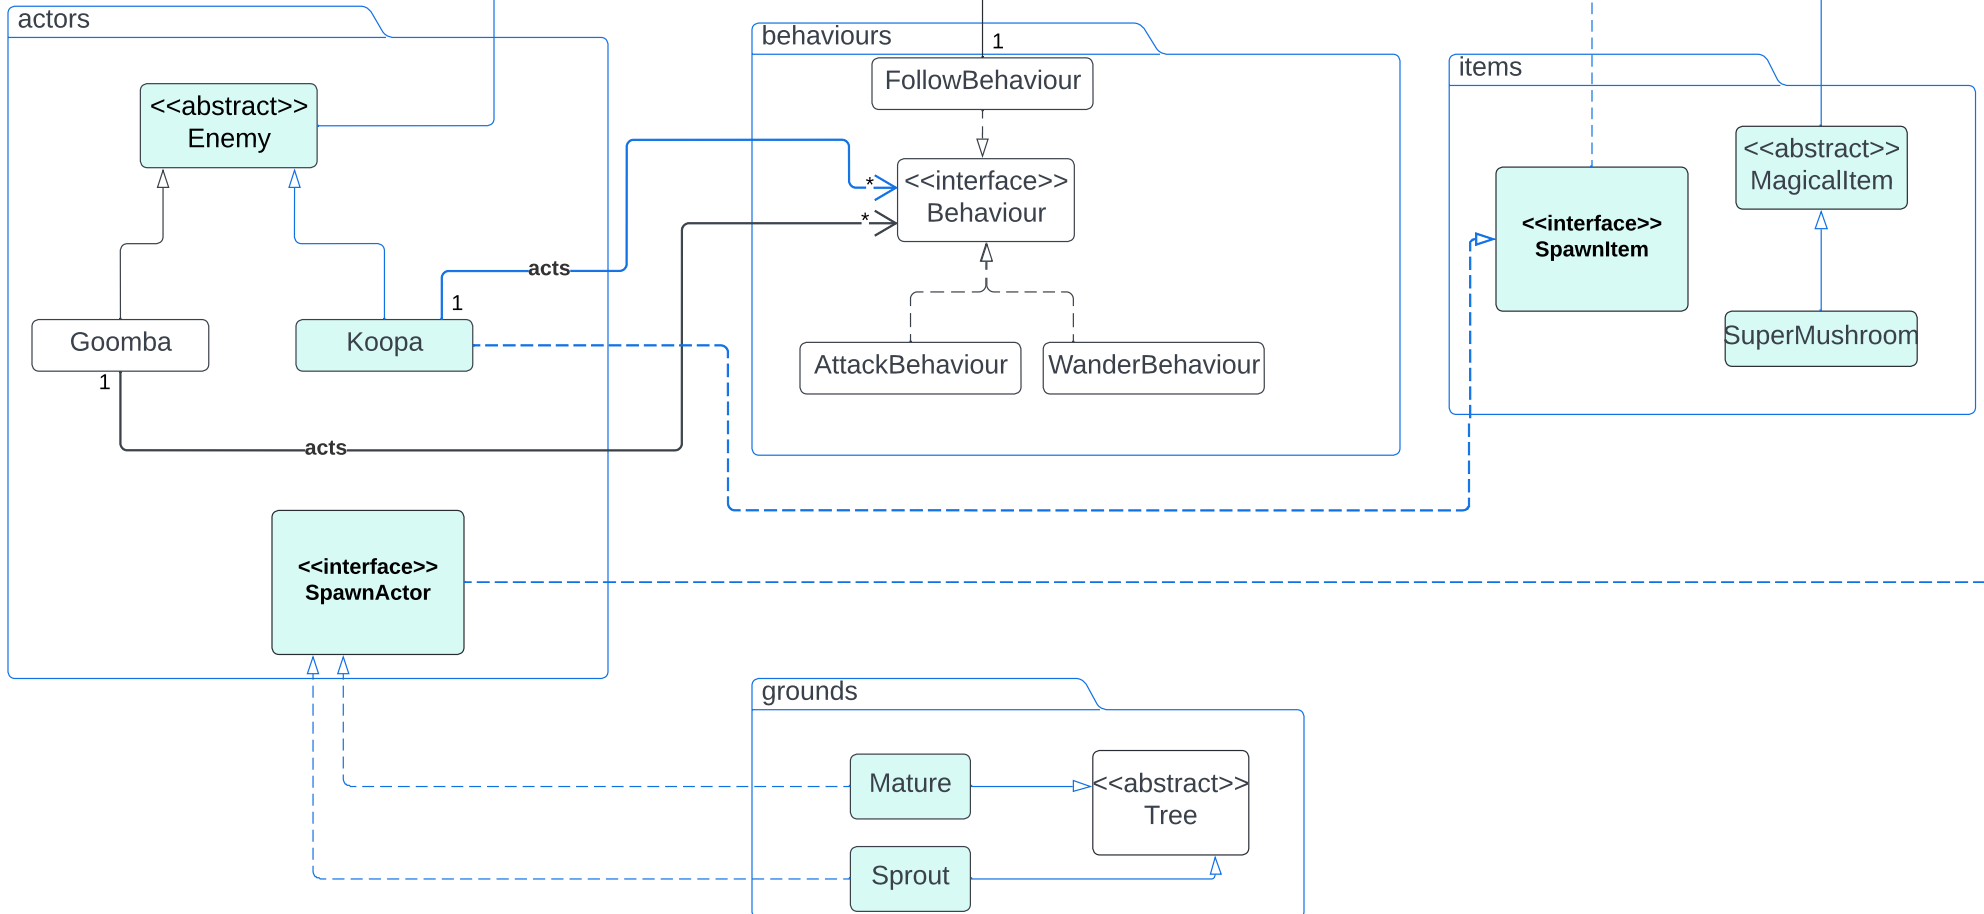 actors
<<abstract>>
Enemy
Goomba
1
Koopa
1
acts
acts
<<interface>>
SpawnActor
behaviours
1
FollowBehaviour
*
*
<<interface>>
Behaviour
AttackBehaviour
WanderBehaviour
items
<<interface>>
SpawnItem
<<abstract>>
MagicalItem
SuperMushroom
grounds
Mature
<<abstract>>
Tree
Sprout